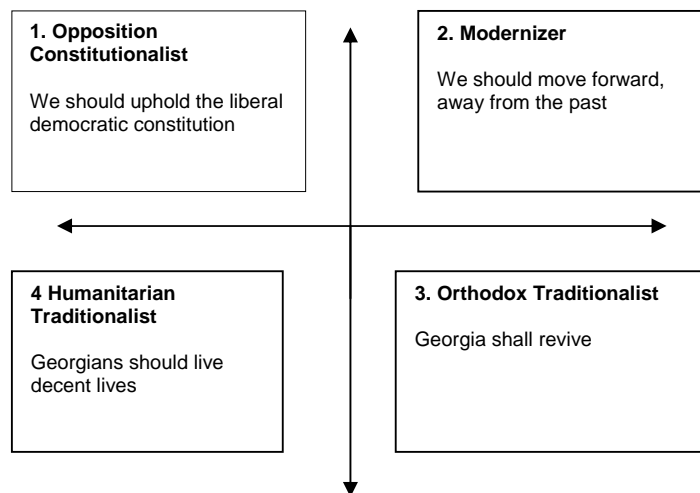 1. Opposition
Constitutionalist
We should uphold the liberal
democratic constitution
2. Modernizer
We should move forward,
away from the past
4 Humanitarian
Traditionalist
Georgians should live
decent lives
3. Orthodox Traditionalist
Georgia shall revive